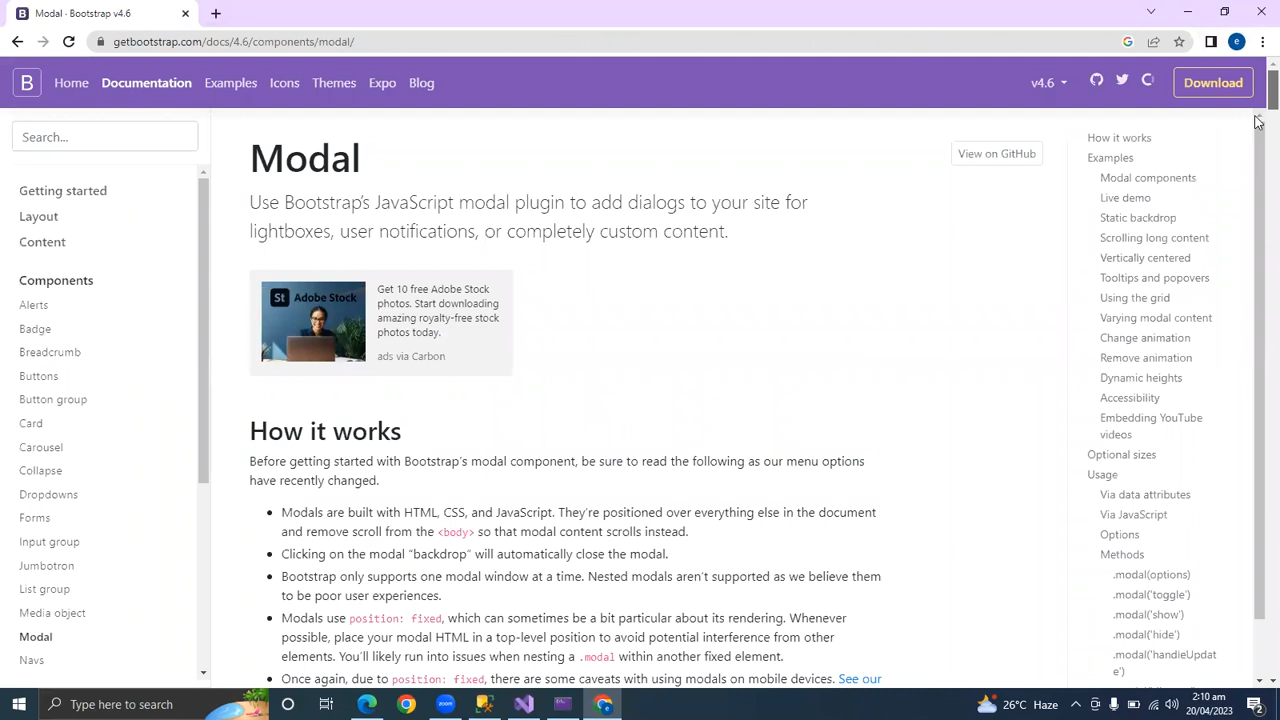 Modal · Bootstrap v4.6
getbootstrap.com/docs/4.6/components/modal/
B Home Documentation Examples Icons Themes Expo Blog v4.6 Download
Search...
Getting started
Layout
Content
Components
Alerts
Badge
Breadcrumb
Buttons
Button group
Card
Carousel
Collapse
Dropdowns
Forms
Input group
Jumbotron
List group
Media object
Modal
Navs
Modal
View on GitHub
Use Bootstrap's JavaScript modal plugin to add dialogs to your site for
lightboxes, user notifications, or completely custom content.
St Adobe Stock
Get 10 free Adobe Stock
photos. Start downloading
amazing royalty-free stock
photos today.
ads via Carbon
How it works
Before getting started with Bootstrap's modal component, be sure to read the following as our menu options
have recently changed.
• Modals are built with HTML, CSS, and JavaScript. They're positioned over everything else in the document
and remove scroll from the <body> so that modal content scrolls instead.
• Clicking on the modal "backdrop" will automatically close the modal.
• Bootstrap only supports one modal window at a time. Nested modals aren't supported as we believe them
to be poor user experiences.
• Modals use position: fixed, which can sometimes be a bit particular about its rendering. Whenever
possible, place your modal HTML in a top-level position to avoid potential interference from other
elements. You'll likely run into issues when nesting a .modal within another fixed element.
• Once again, due to position: fixed, there are some caveats with using modals on mobile devices. See our
How it works
Examples
Modal components
Live demo
Static backdrop
Scrolling long content
Vertically centered
Tooltips and popovers
Using the grid
Varying modal content
Change animation
Remove animation
Dynamic heights
Accessibility
Embedding YouTube
videos
Optional sizes
Usage
Via data attributes
Via JavaScript
Options
Methods
.modal(options)
.modal('toggle')
.modal('show')
.modal('hide')
.modal('handleUpdat
e')
Type here to search
zoom
26°C Haze
2:10 am
20/04/2023
2